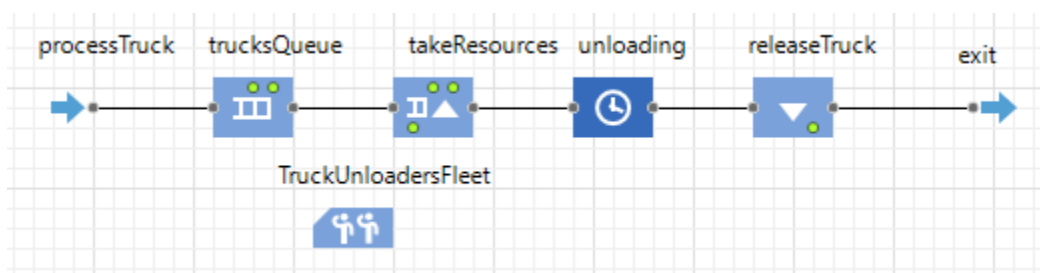 processTruck
trucksQueue
takeResources
unloading
releaseTruck
exit
TruckUnloadersFleet